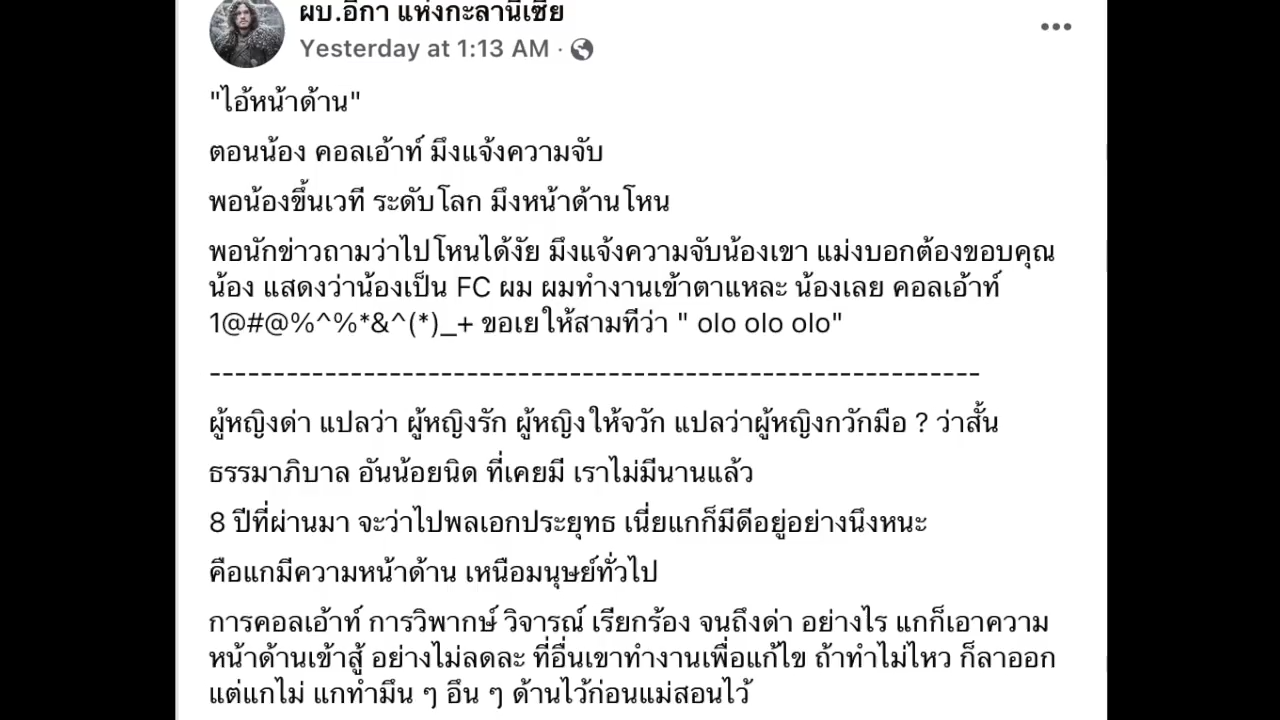 ผบ.อีกา แห่งกะลานีเซีย
Yesterday at 1:13 AM ·
"ไอ้หน้าด้าน"
ตอนน้อง คอลเอ้าท์ มึงแจ้งความจับ
พอน้องขึ้นเวที ระดับโลก มึงหน้าด้านโหน
พอนักข่าวถามว่าไปโหนได้งัย มึงแจ้งความจับน้องเขา แม่งบอกต้องขอบคุณ
น้อง แสดงว่าน้องเป็น FC ผม ผมทำงานเข้าตาแหละ น้องเลย คอลเอ้าท์
1@#@%^%*&^(*)_+ ขอเยให้สามทีว่า " olo olo olo"
------------------------------------------------------------
ผู้หญิงด่า แปลว่า ผู้หญิงรัก ผู้หญิงให้จวัก แปลว่าผู้หญิงกวักมือ ? ว่าสั้น
ธรรมาภิบาล อันน้อยนิด ที่เคยมี เราไม่มีนานแล้ว
8 ปีที่ผ่านมา จะว่าไปพลเอกประยุทธ เนี่ยแกก็มีดีอยู่อย่างนึงหนะ
คือแกมีความหน้าด้าน เหนือมนุษย์ทั่วไป
การคอลเอ้าท์ การวิพากษ์ วิจารณ์ เรียกร้อง จนถึงด่า อย่างไร แกก็เอาความ
หน้าด้านเข้าสู้ อย่างไม่ลดละ ที่อื่นเขาทำงานเพื่อแก้ไข ถ้าทำไม่ไหว ก็ลาออก
แต่แกไม่ แกทำมึน ๆ อึน ๆ ด้านไว้ก่อนแม่สอนไว้